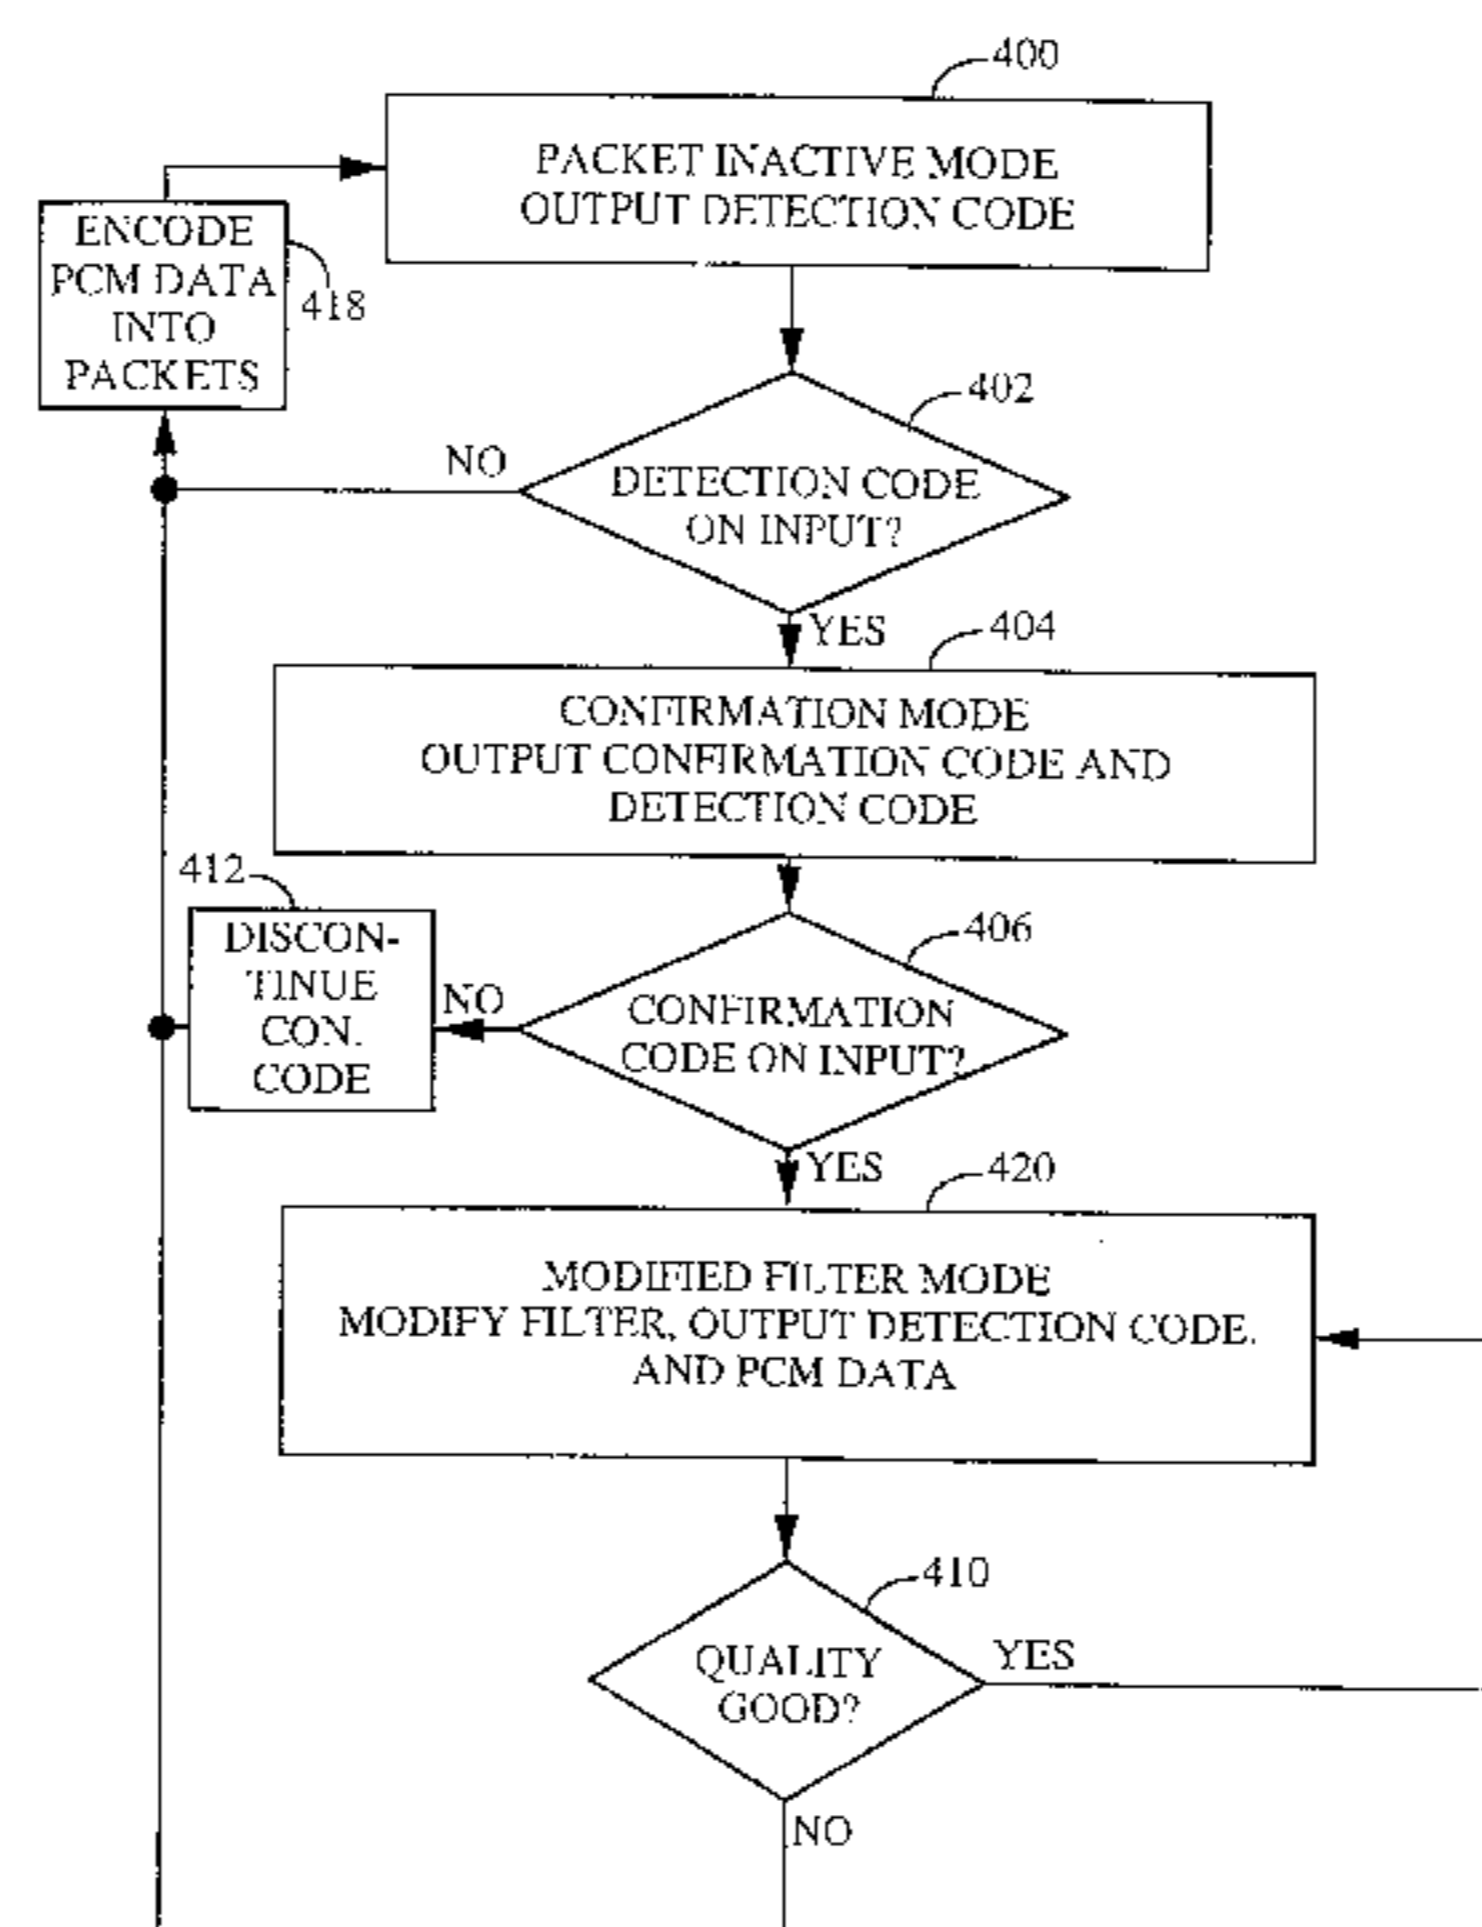 400
PACKET INACTIVE MODE
OUTPUT DETECTION CODE
ENCODE
PCM DATA
INTO
PACKETS
418
402
NO
DETECTION CODE
ON INPUT?
YES
404
CONFIRMATION MODE
OUTPUT CONFIRMATION CODE AND
DETECTION CODE
412
DISCON-
TINUE
CON.
CODE
NO
406
CONFIRMATION
CODE ON INPUT?
YES
420
MODIFIED FILTER MODE
MODIFY FILTER, OUTPUT DETECTION CODE,
AND PCM DATA
410
QUALITY
GOOD?
YES
NO